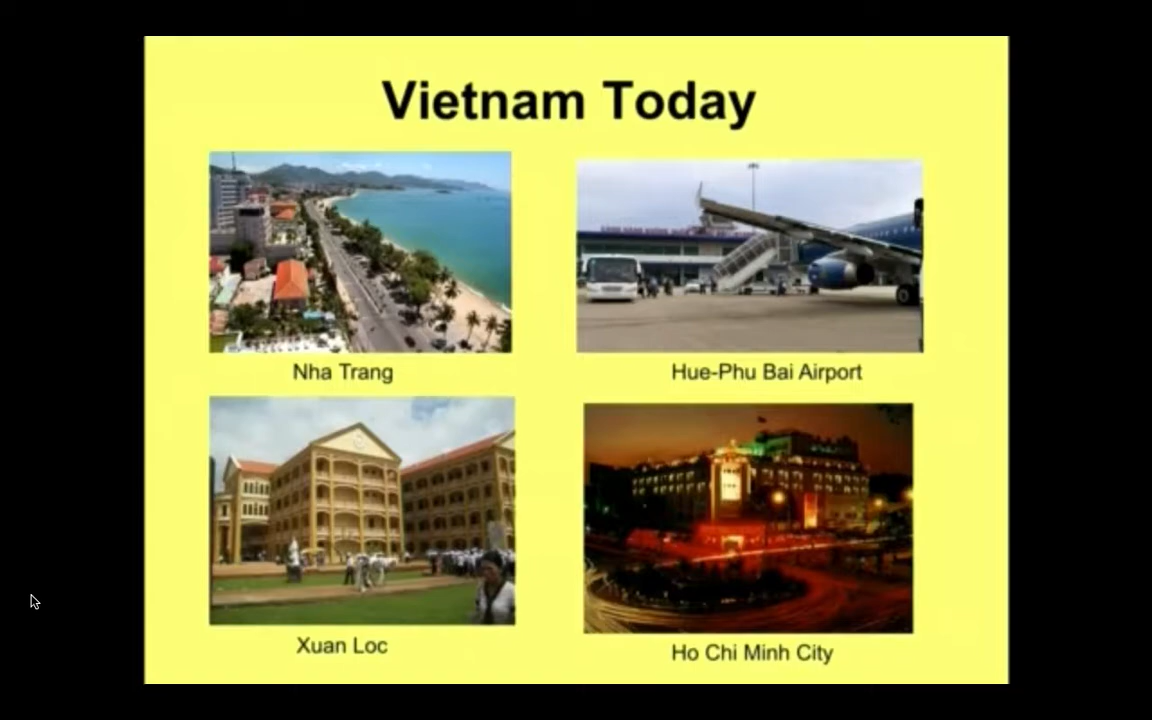 Vietnam Today
Nha Trang
Hue-Phu Bai Airport
Xuan Loc
Ho Chi Minh City